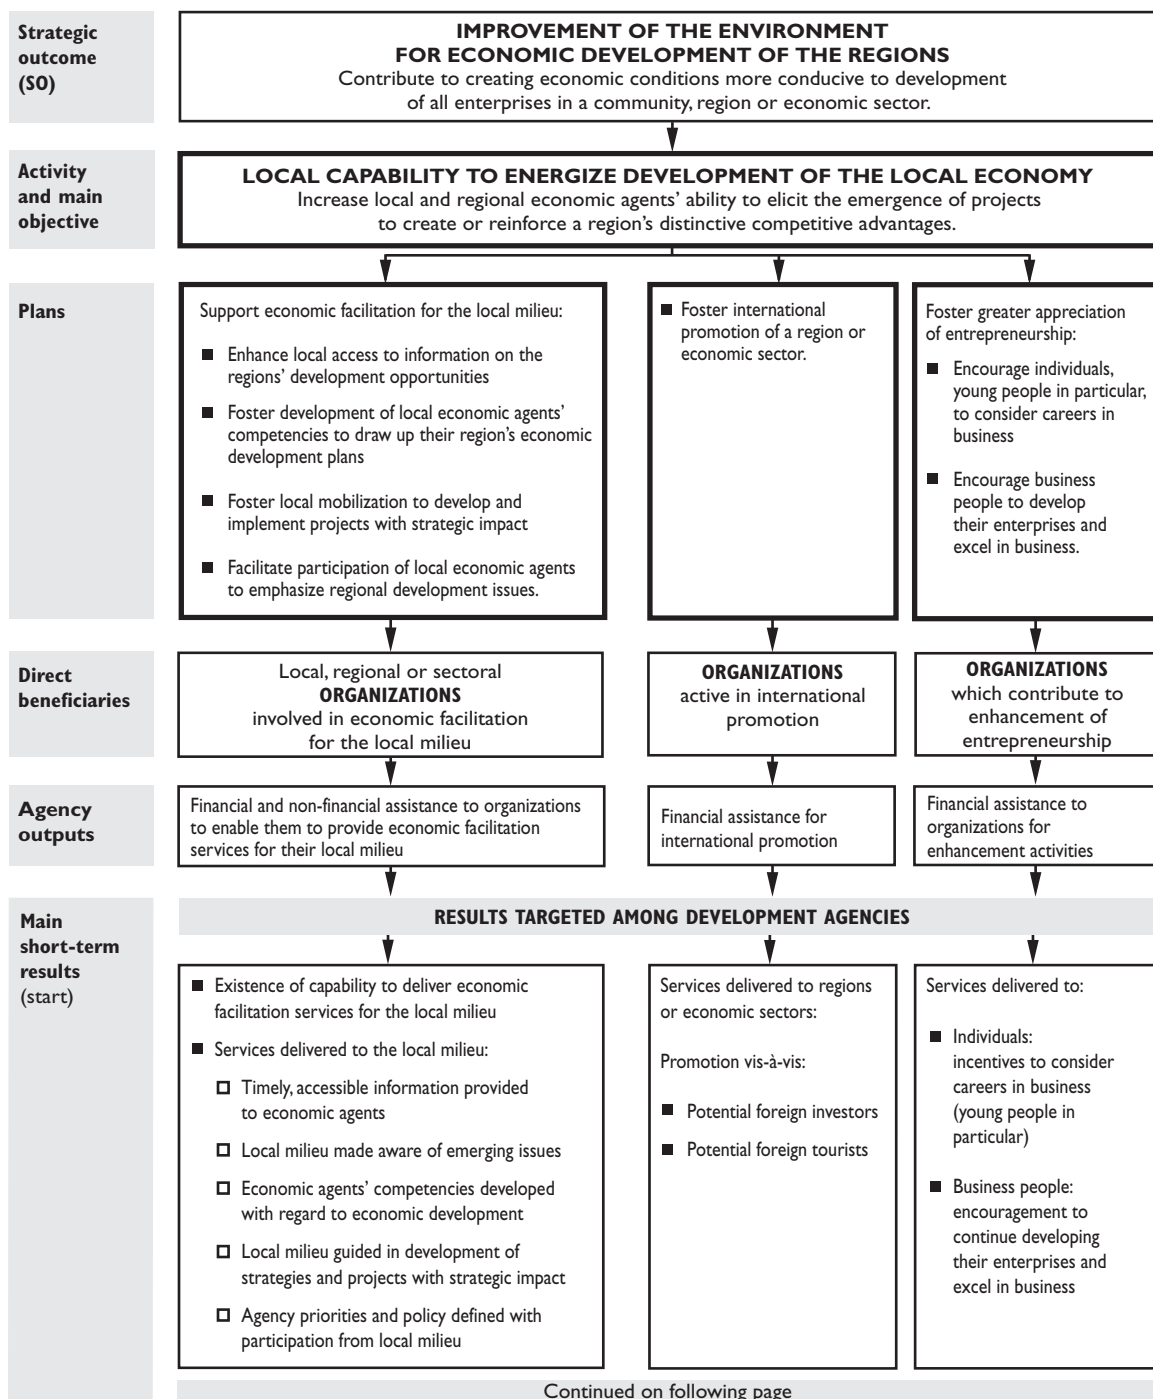 Strategic
outcome
(SO)
IMPROVEMENT OF THE ENVIRONMENT
FOR ECONOMIC DEVELOPMENT OF THE REGIONS
Contribute to creating economic conditions more conducive to development
of all enterprises in a community, region or economic sector.
Activity
and main
objective
LOCAL CAPABILITY TO ENERGIZE DEVELOPMENT OF THE LOCAL ECONOMY
Increase local and regional economic agents' ability to elicit the emergence of projects
to create or reinforce a region's distinctive competitive advantages.
Plans
Support economic facilitation for the local milieu:
■ Enhance local access to information on the
regions' development opportunities
■ Foster development of local economic agents'
competencies to draw up their region's economic
development plans
■ Foster local mobilization to develop and
implement projects with strategic impact
■ Facilitate participation of local economic agents
to emphasize regional development issues.
■ Foster international
promotion of a region or
economic sector.
Foster greater appreciation
of entrepreneurship:
■ Encourage individuals,
young people in particular,
to consider careers in
business
■ Encourage business
people to develop
their enterprises and
excel in business.
Direct
beneficiaries
Local, regional or sectoral
ORGANIZATIONS
involved in economic facilitation
for the local milieu
ORGANIZATIONS
active in international
promotion
ORGANIZATIONS
which contribute to
enhancement of
entrepreneurship
Agency
outputs
Financial and non-financial assistance to organizations
to enable them to provide economic facilitation
services for their local milieu
Financial assistance for
international promotion
Financial assistance to
organizations for
enhancement activities
Main
short-term
results
(start)
RESULTS TARGETED AMONG DEVELOPMENT AGENCIES
■ Existence of capability to deliver economic
facilitation services for the local milieu
■ Services delivered to the local milieu:
□ Timely, accessible information provided
to economic agents
□ Local milieu made aware of emerging issues
□ Economic agents' competencies developed
with regard to economic development
□ Local milieu guided in development of
strategies and projects with strategic impact
□ Agency priorities and policy defined with
participation from local milieu
Services delivered to regions
or economic sectors:
Promotion vis-à-vis:
■ Potential foreign investors
■ Potential foreign tourists
Services delivered to:
■ Individuals:
incentives to consider
careers in business
(young people in
particular)
■ Business people:
encouragement to
continue developing
their enterprises and
excel in business
Continued on following page